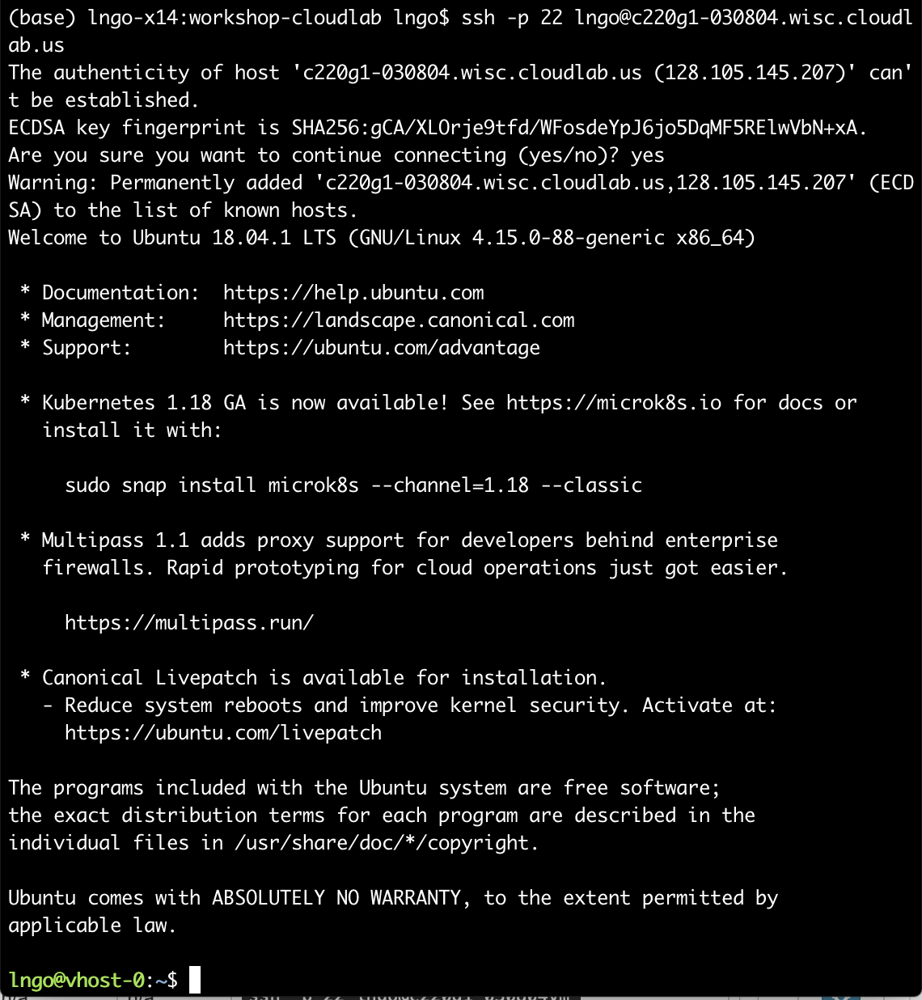 (base) lngo-x14:workshop-cloudlab lngo$ ssh -p 22 lngo@c220g1-030804.wisc.cloudl
ab.us
The authenticity of host 'c220g1-030804.wisc.cloudlab.us (128.105.145.207)' can'
t be established.
ECDSA key fingerprint is SHA256:gCA/XLOrje9tfd/WFosdeYpJ6jo5DqMF5RElwVbN+xA.
Are you sure you want to continue connecting (yes/no)? yes
Warning: Permanently added 'c220g1-030804.wisc.cloudlab.us,128.105.145.207' (ECD
SA) to the list of known hosts.
Welcome to Ubuntu 18.04.1 LTS (GNU/Linux 4.15.0-88-generic x86_64)

 * Documentation:  https://help.ubuntu.com
 * Management:     https://landscape.canonical.com
 * Support:        https://ubuntu.com/advantage

 * Kubernetes 1.18 GA is now available! See https://microk8s.io for docs or
   install it with:

     sudo snap install microk8s --channel=1.18 --classic

 * Multipass 1.1 adds proxy support for developers behind enterprise
   firewalls. Rapid prototyping for cloud operations just got easier.

     https://multipass.run/

 * Canonical Livepatch is available for installation.
   - Reduce system reboots and improve kernel security. Activate at:
     https://ubuntu.com/livepatch

The programs included with the Ubuntu system are free software;
the exact distribution terms for each program are described in the
individual files in /usr/share/doc/*/copyright.

Ubuntu comes with ABSOLUTELY NO WARRANTY, to the extent permitted by
applicable law.

lngo@vhost-0:~$